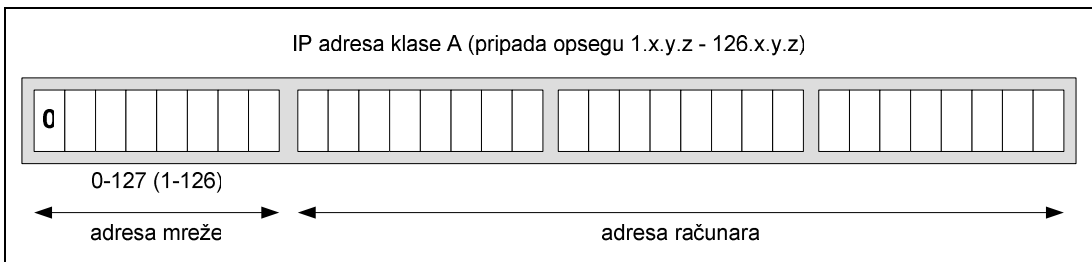 IP adresa klase A (pripada opsegu 1.x.y.z - 126.x.y.z)
0
0-127 (1-126)
adresa mreže
adresa računara